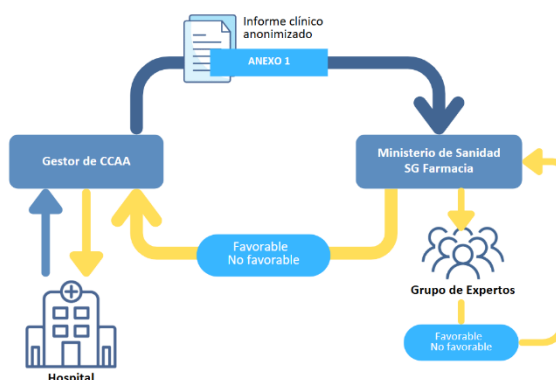 Informe clínico
anonimizado
ANEXO 1
Gestor de CCAA
Ministerio de Sanidad
SG Farmacia
Favorable
No favorable
Grupo de Expertos
Favorable
No favorable
Hospital